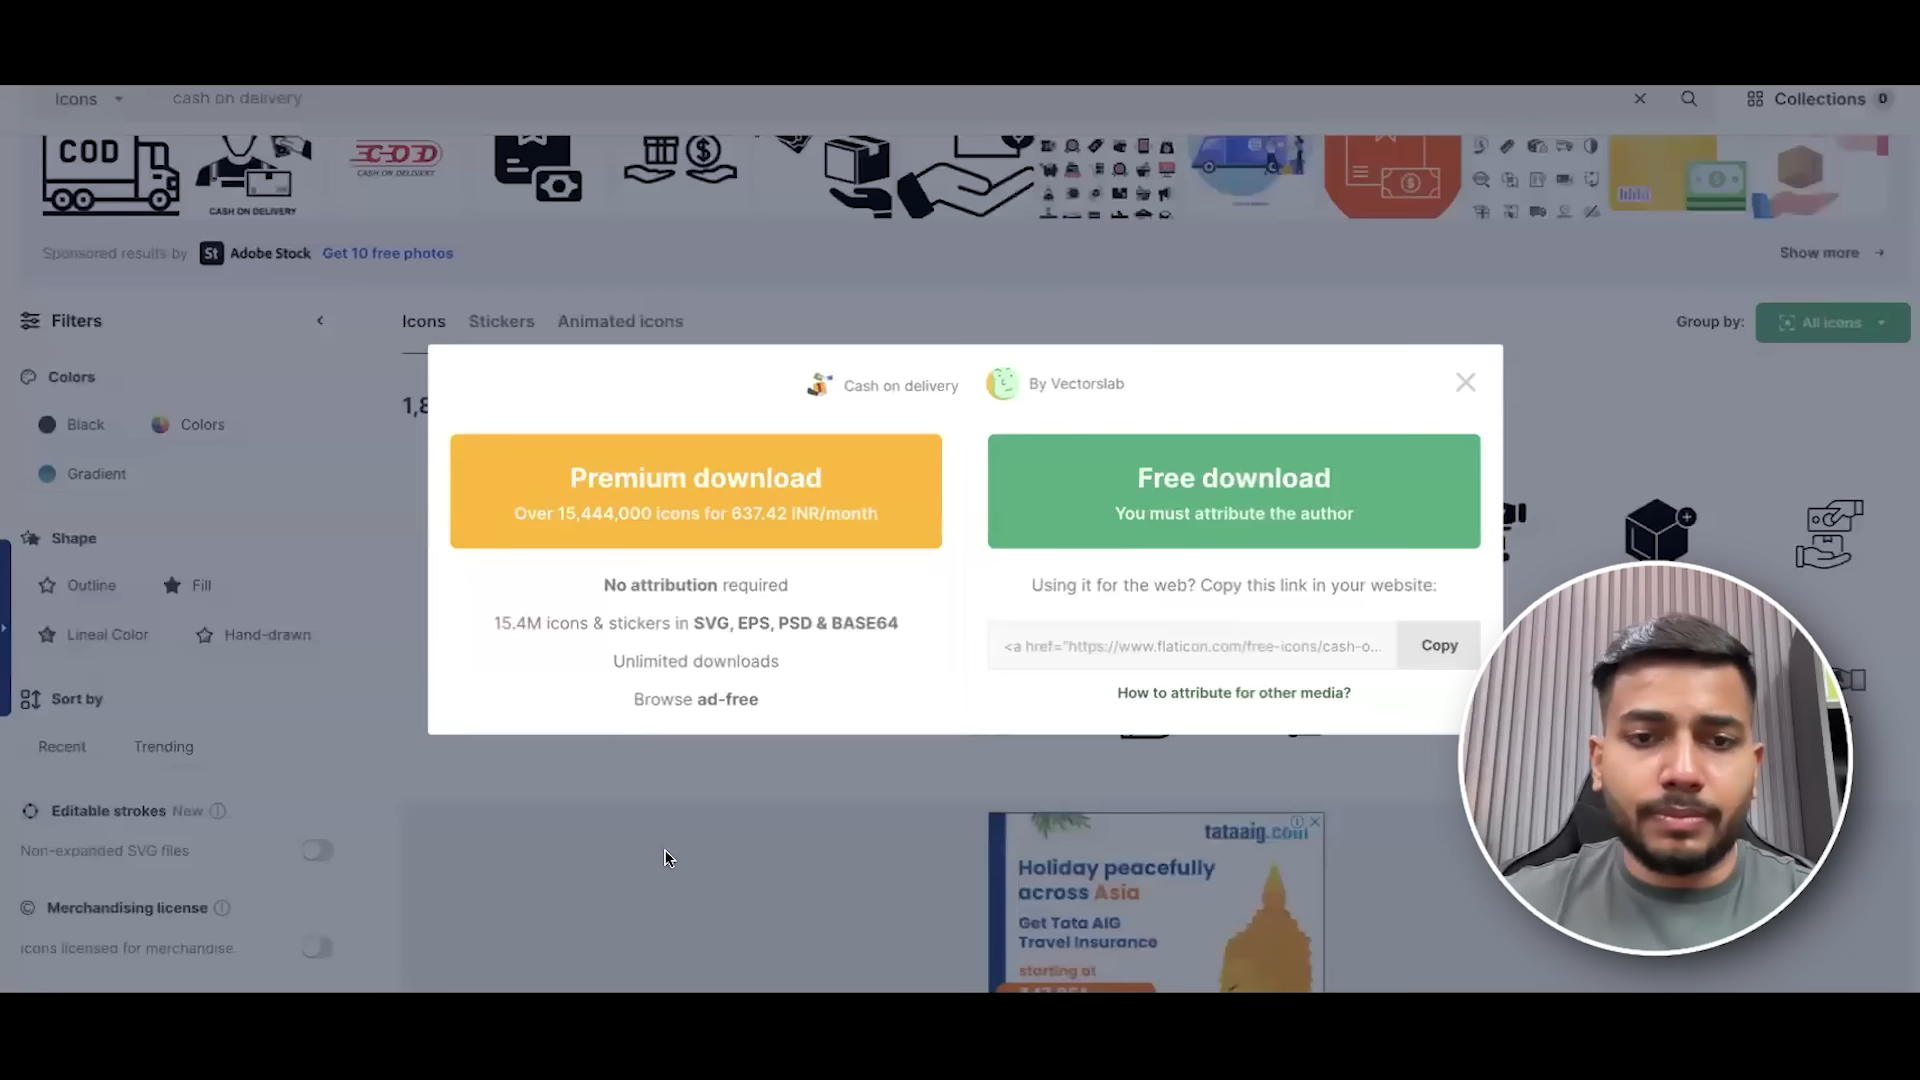 Icons
cash on delivery
Collections 0
COD
CASH ON DELIVERY
COD
CASH ON DELIVERY
Sponsored results by
St Adobe Stock
Get 10 free photos
Show more
Filters
Icons
Stickers
Animated icons
Group by:
All icons
Colors
Black
Colors
Gradient
1,8
Shape
Outline
Fill
Lineal Color
Hand-drawn
Sort by
Recent
Trending
Editable strokes New
Non-expanded SVG files
Merchandising license
Icons licensed for merchandise.
Cash on delivery
By Vectorslab
Premium download
Over 15,444,000 icons for 637.42 INR/month
No attribution required
15.4M icons & stickers in SVG, EPS, PSD & BASE64
Unlimited downloads
Browse ad-free
Free download
You must attribute the author
Using it for the web? Copy this link in your website:
<a href="https://www.flaticon.com/free-icons/cash-o...
Copy
How to attribute for other media?
tataaig.com
Holiday peacefully
across Asia
Get Tata AIG
Travel Insurance
starting at